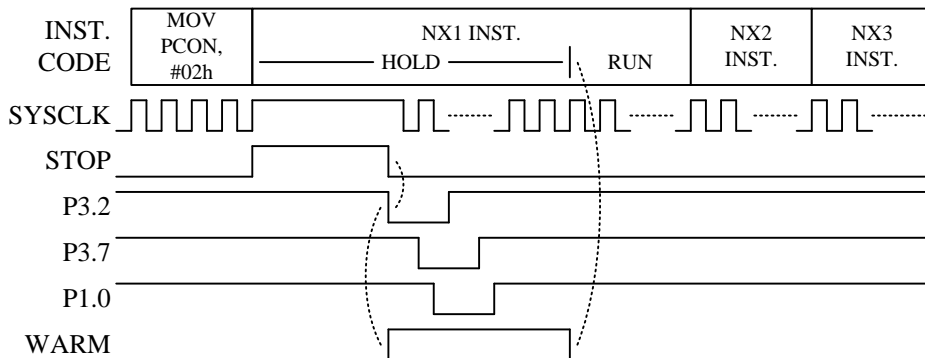 INST.
CODE
MOV
PCON,
#02h
NX1 INST.
HOLD
RUN
NX2
INST.
NX3
INST.
SYSCLK
STOP
P3.2
P3.7
P1.0
WARM